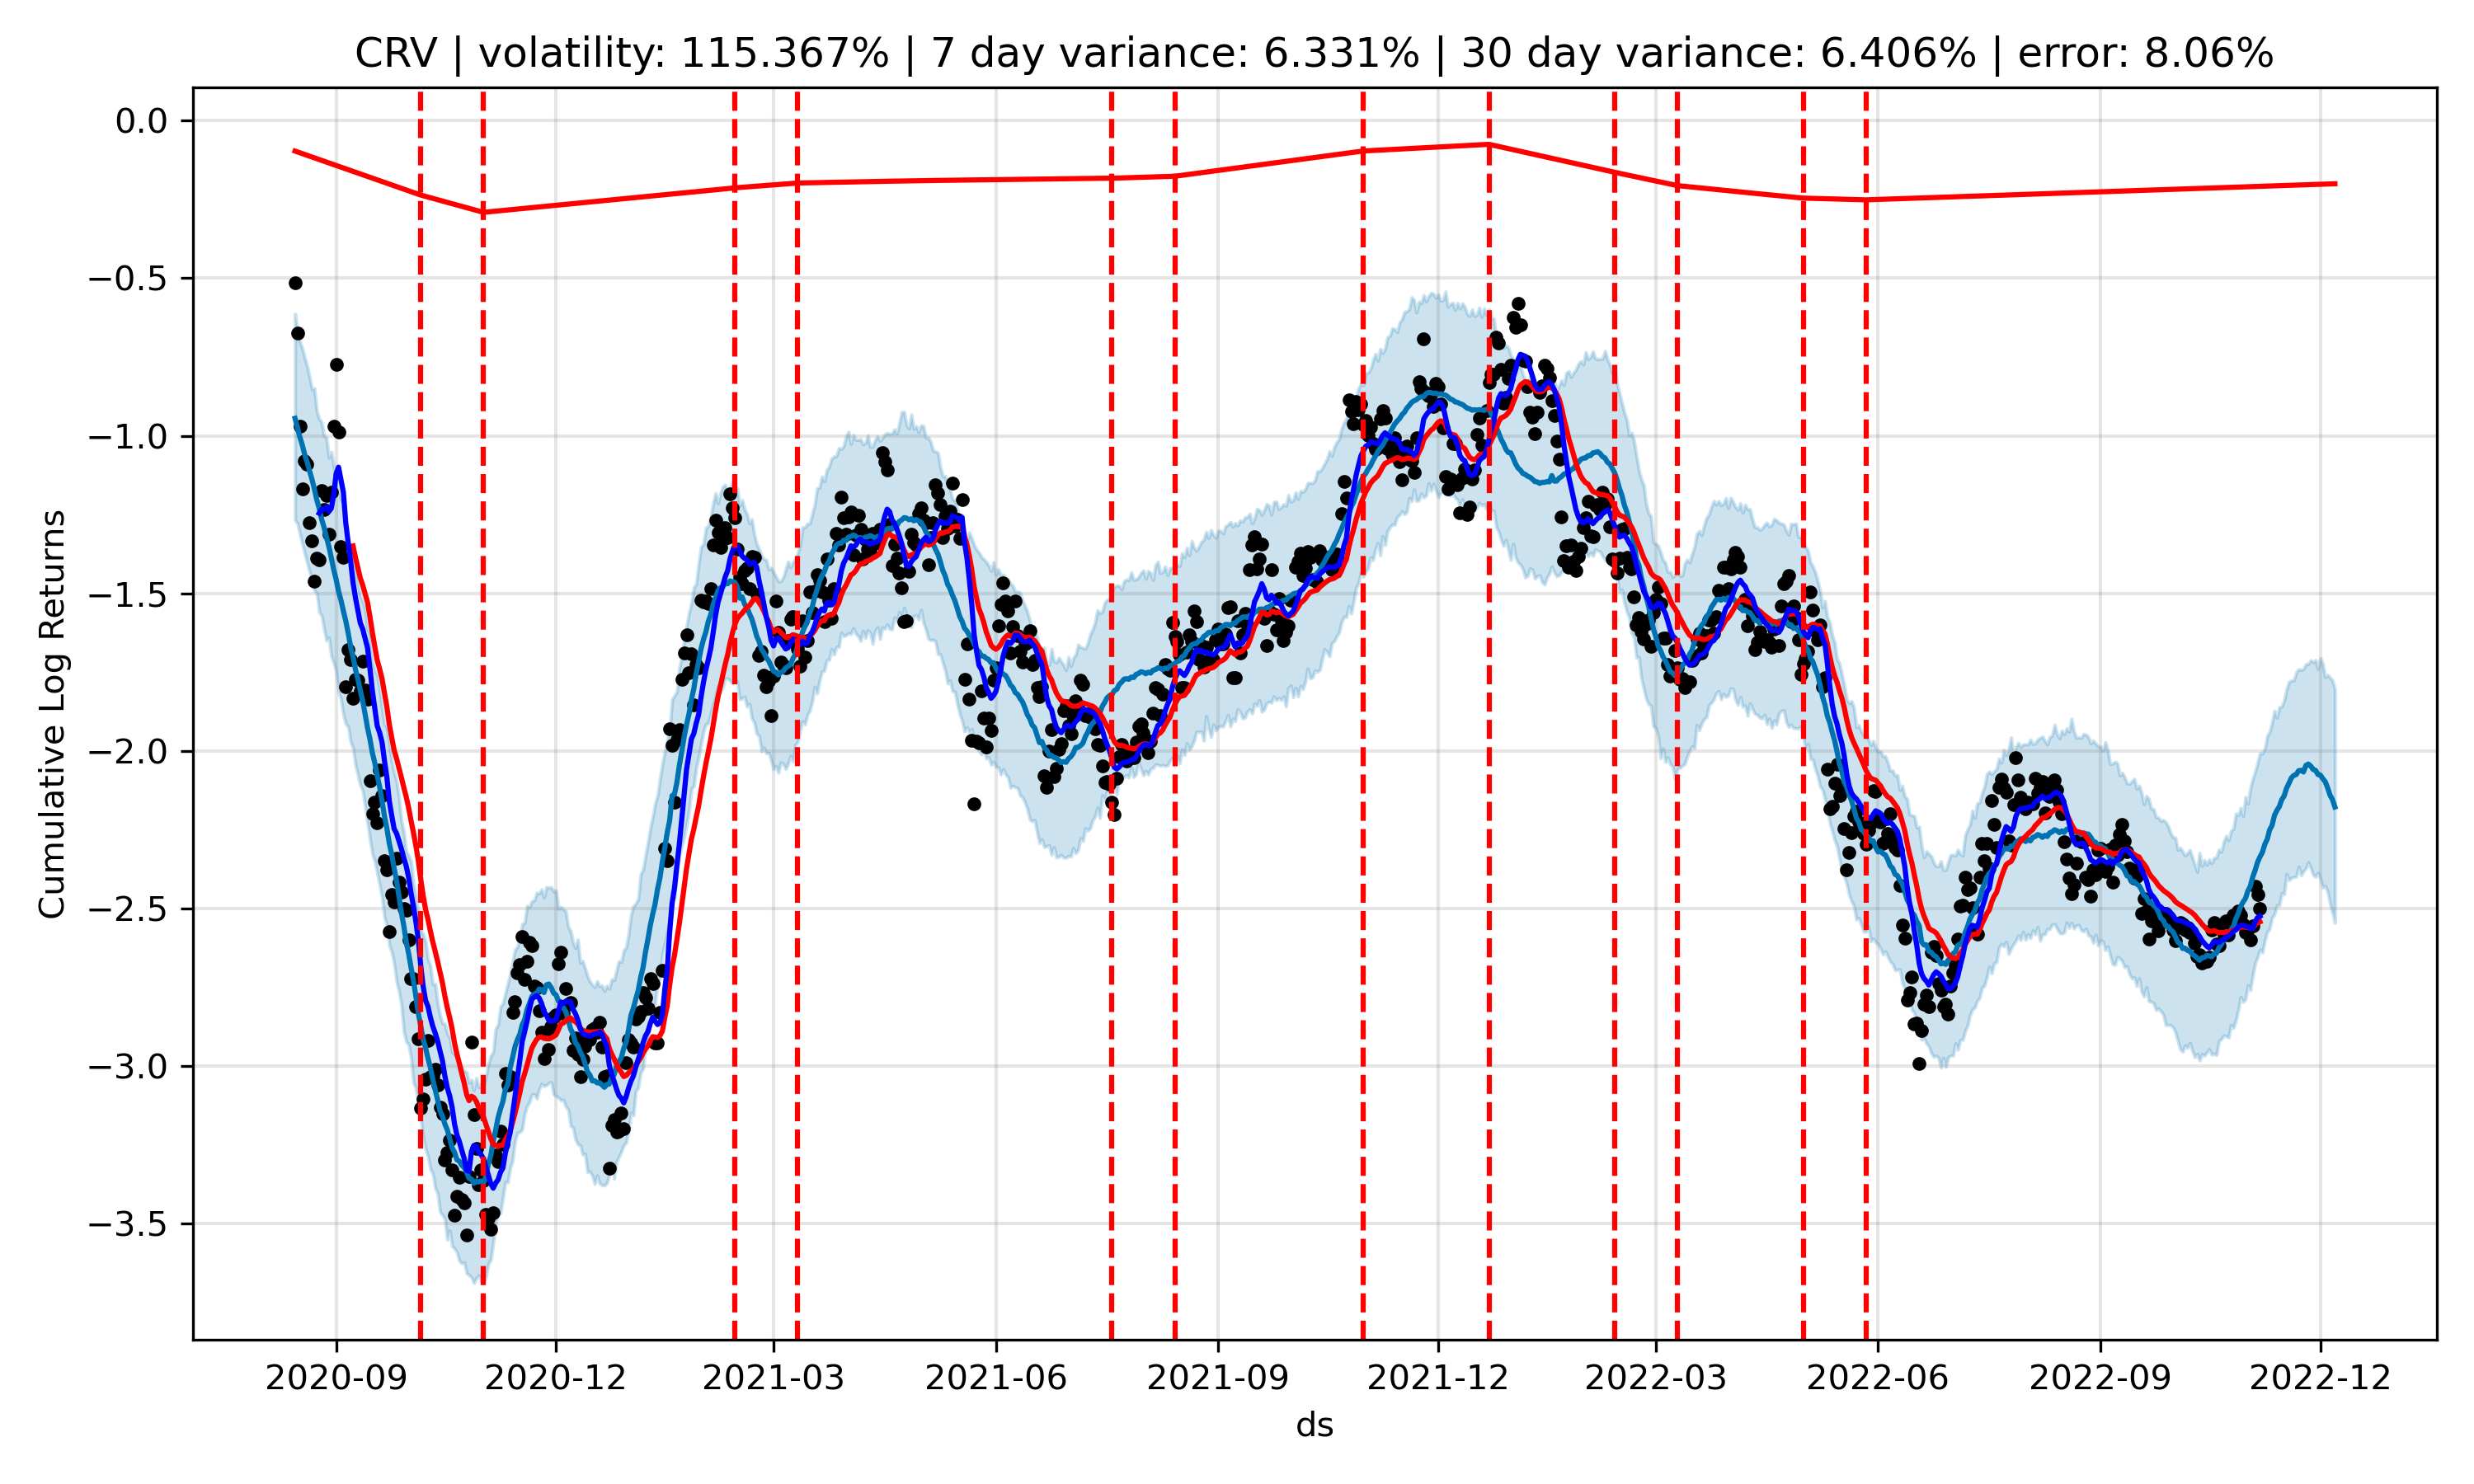 CRV | volatility: 115.367% | 7 day variance: 6.331% | 30 day variance: 6.406% | error: 8.06%
Cumulative Log Returns
0.0
−0.5
−1.0
−1.5
−2.0
−2.5
−3.0
−3.5
2020-09 2020-12 2021-03 2021-06 2021-09 2021-12 2022-03 2022-06 2022-09 2022-12
ds